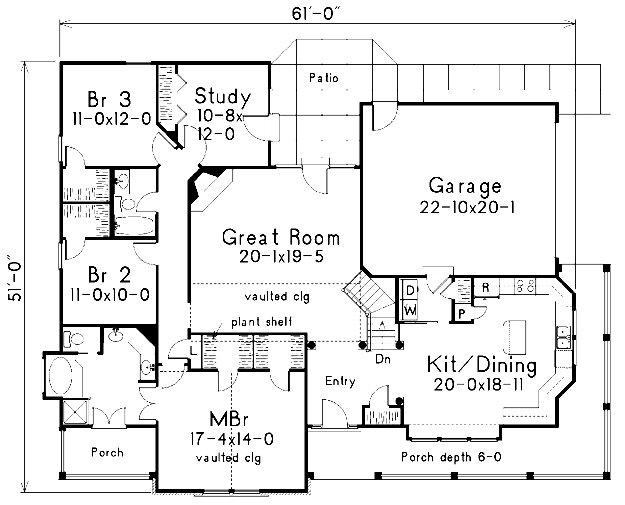 61'-0"
Patio
Br 3
11-0x12-0
Study
10-8x
12-0
Garage
22-10x20-1
Great Room
20-1x19-5
51'-0"
Br 2
11-0x10-0
vaulted clg
plant shelf
D
W
R
P
A
Dn
L
Kit/Dining
20-0x18-11
Entry
MBr
17-4x14-0
vaulted clg
Porch
Porch depth 6-0